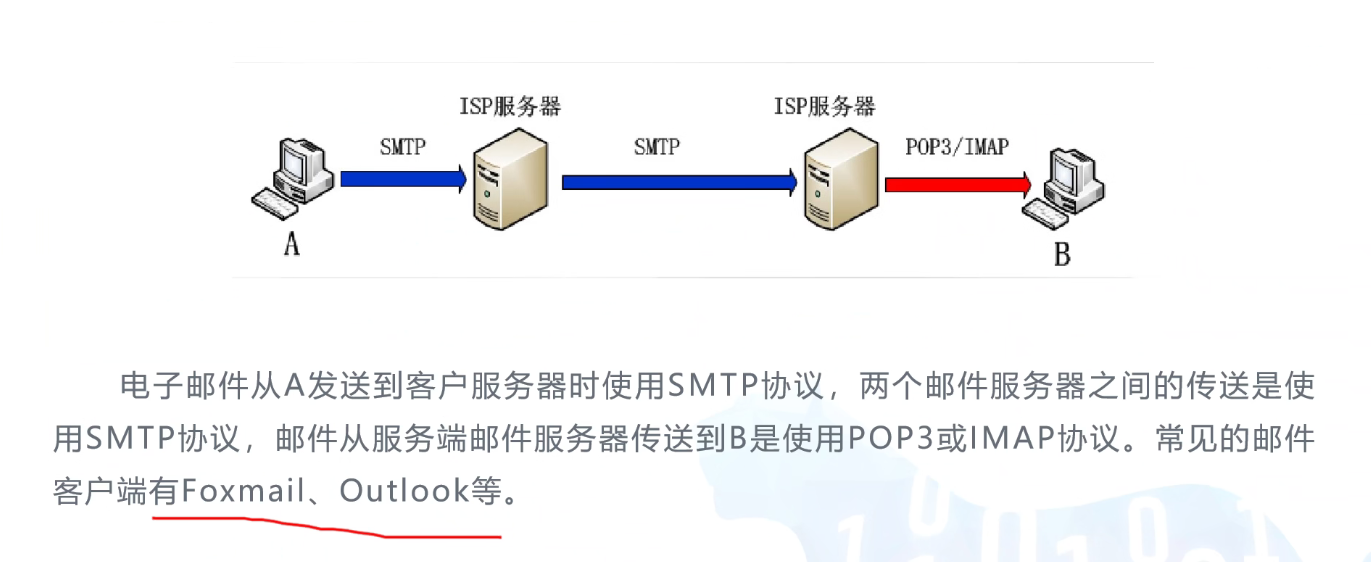 ISP服务器 ISP服务器
SMTP SMTP POP3/IMAP
A B
电子邮件从A发送到客户服务器时使用SMTP协议，两个邮件服务器之间的传送是使
用SMTP协议，邮件从服务端邮件服务器传送到B是使用POP3或IMAP协议。常见的邮件
客户端有Foxmail、Outlook等。